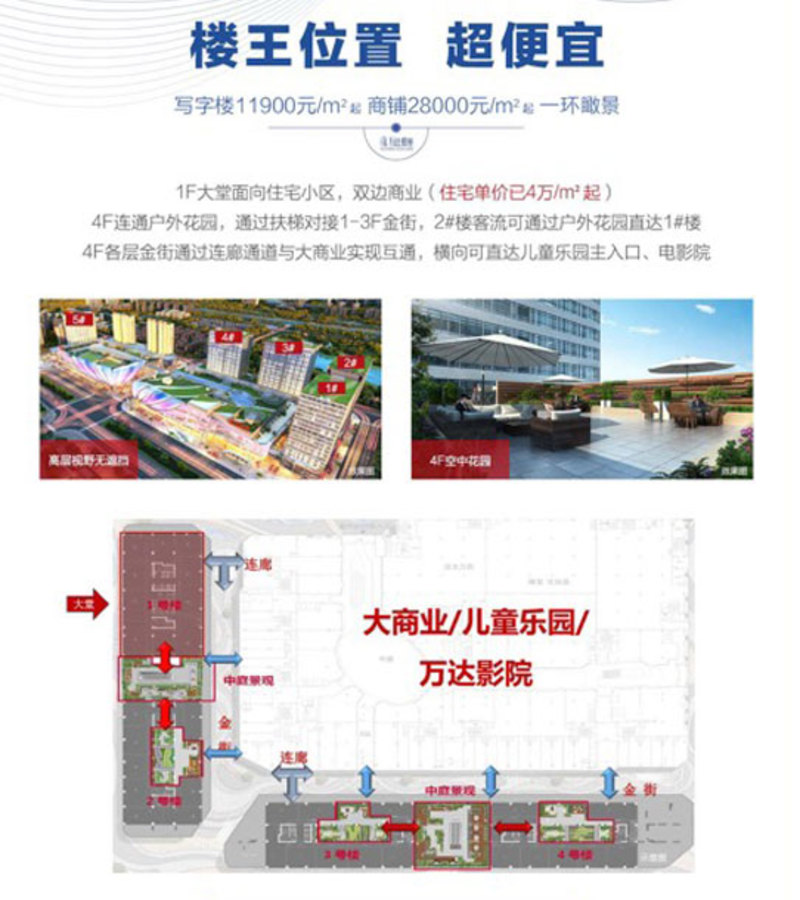 楼王位置 超便宜
写字楼11900元/m²起 商铺28000元/m²起 一环瞰景
1F大堂面向住宅小区，双边商业（住宅单价已4万/m²起）
4F连通户外花园，通过扶梯对接1-3F金街，2#楼客流可通过户外花园直达1#楼
4F各层金街通过连廊通道与大商业实现互通，横向可直达儿童乐园主入口、电影院
5#
4#
3#
2#
1#
高层视野无遮挡
效果图
4F空中花园
效果图
连廊
大堂
1号楼
大商业/儿童乐园/
万达影院
中庭景观
金街
2号楼
连廊
中庭景观
金街
3号楼
4号楼
示意图